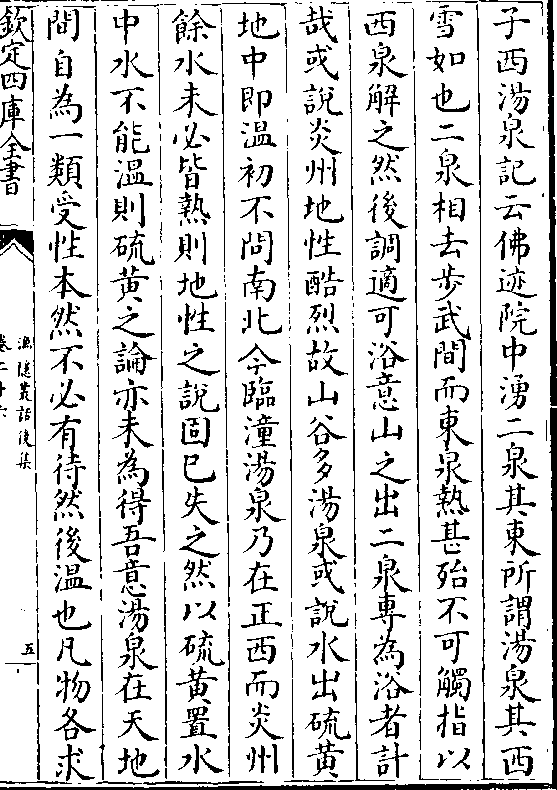 子西湯泉記云佛迹院中湧二泉其東所謂湯泉其西
雪如也二泉相去步武間而東泉熱甚殆不可觸指以
西泉解之然後調適可浴意山之出二泉專為浴者計
哉或說炎州地性酷烈故山谷多湯泉或說水出硫黄
地中即溫初不問南北今臨潼湯泉乃在正西而炎州
餘水未必皆熱則地性之說固已失之然以硫黄置水
中水不能溫則硫黄之論亦未為得吾意湯泉在天地
間自為一類受性本然不必有待然後溫也凡物各求
欽定四庫全書
漁隱叢話後集
卷二十六
五